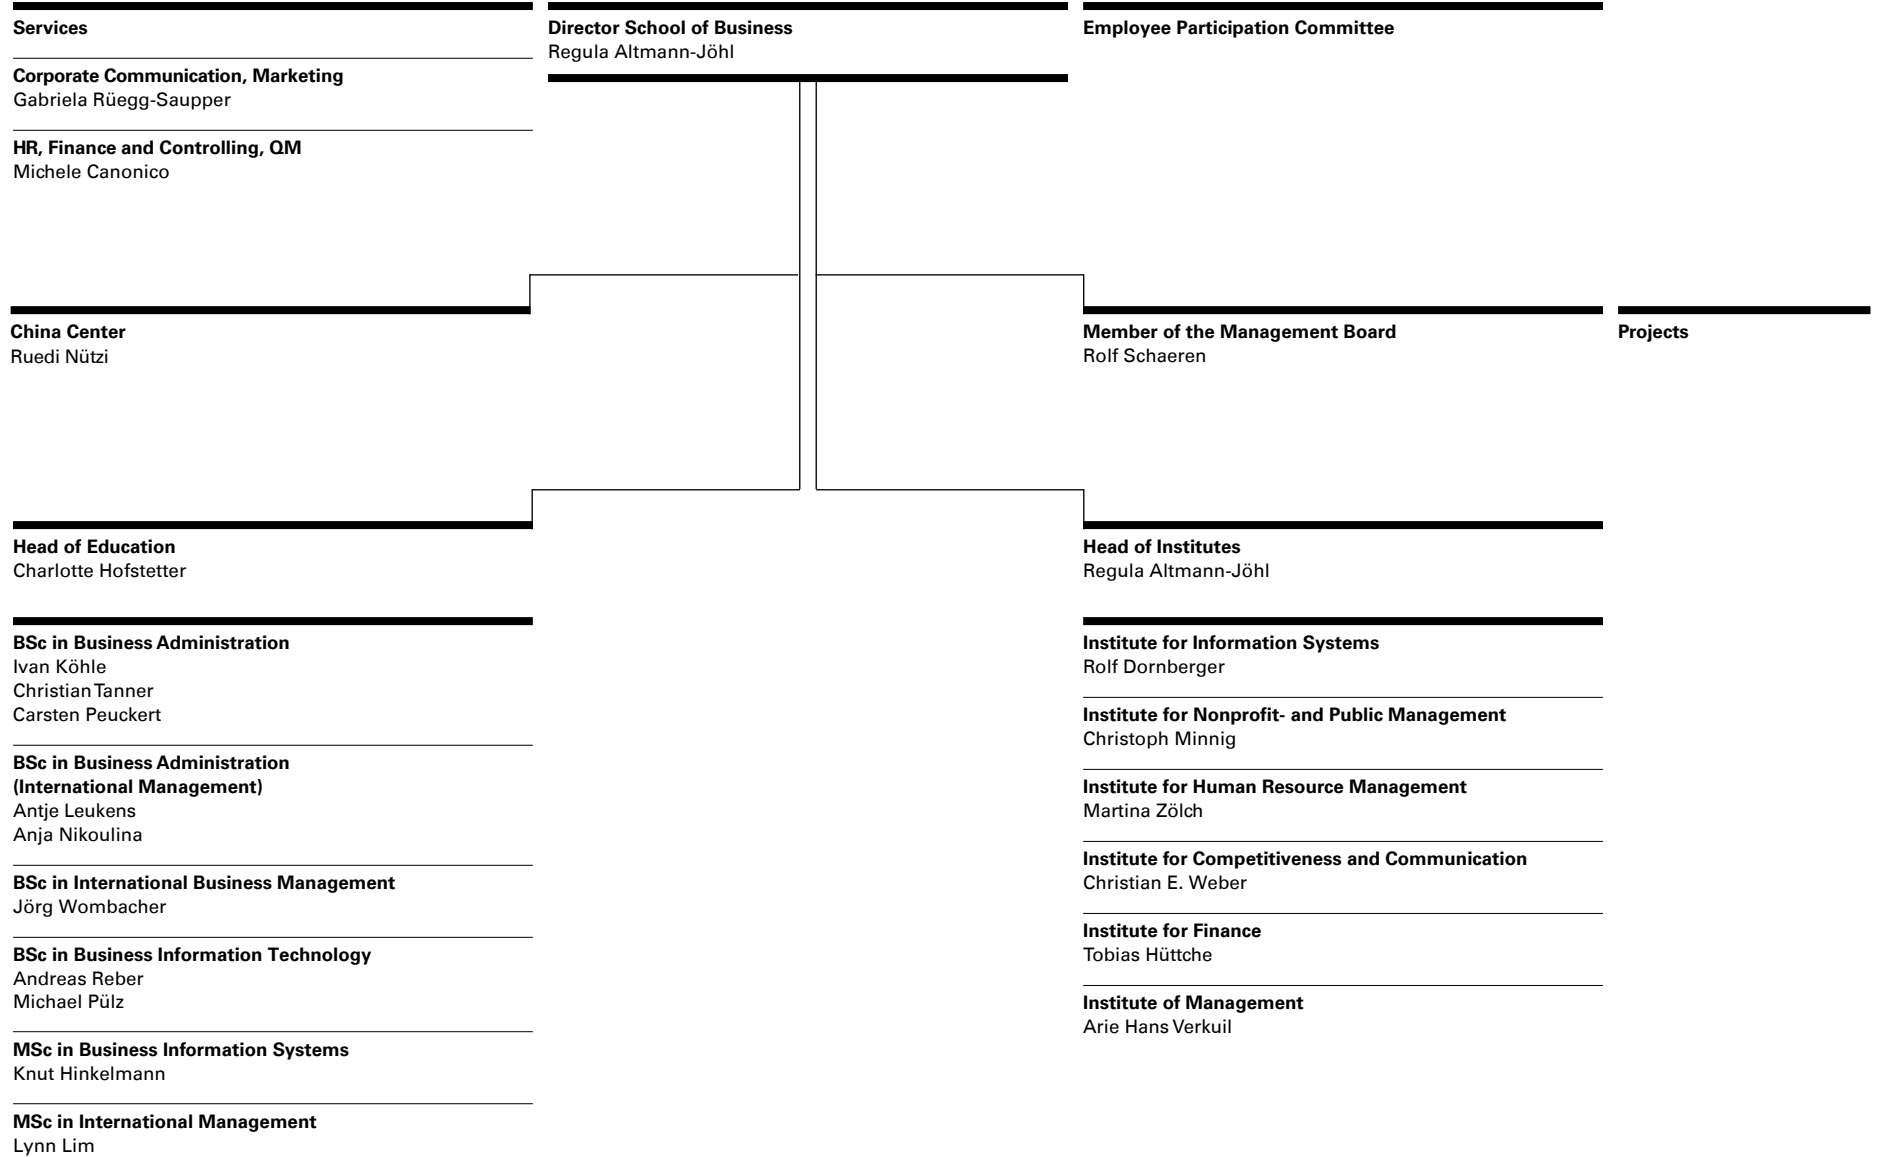 Services
Corporate Communication, Marketing
Gabriela Rüegg-Saupper
HR, Finance and Controlling, QM
Michele Canonico
Director School of Business
Regula Altmann-Jöhl
Employee Participation Committee
China Center
Ruedi Nützi
Member of the Management Board
Rolf Schaeren
Projects
Head of Education
Charlotte Hofstetter
BSc in Business Administration
Ivan Köhle
Christian Tanner
Carsten Peuckert
BSc in Business Administration
(International Management)
Antje Leukens
Anja Nikoulina
BSc in International Business Management
Jörg Wombacher
BSc in Business Information Technology
Andreas Reber
Michael Pülz
MSc in Business Information Systems
Knut Hinkelmann
MSc in International Management
Lynn Lim
Head of Institutes
Regula Altmann-Jöhl
Institute for Information Systems
Rolf Dornberger
Institute for Nonprofit- and Public Management
Christoph Minnig
Institute for Human Resource Management
Martina Zölch
Institute for Competitiveness and Communication
Christian E. Weber
Institute for Finance
Tobias Hüttche
Institute of Management
Arie Hans Verkuil